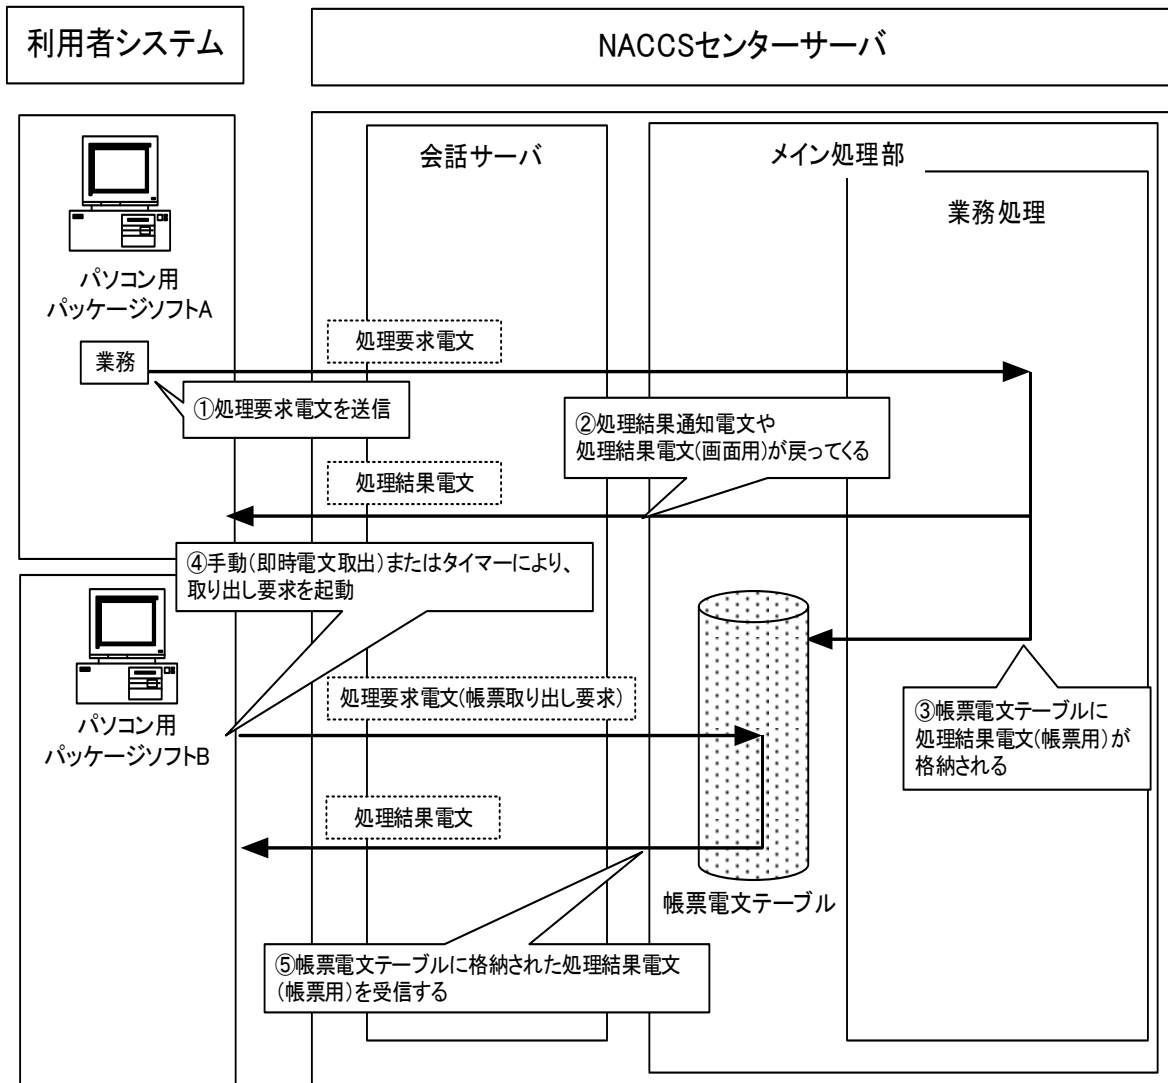 利用者システム
NACCSセンターサーバ
会話サーバ
メイン処理部
業務処理
パソコン用
パッケージソフトA
業務
処理要求電文
①処理要求電文を送信
②処理結果通知電文や
処理結果電文(画面用)が戻ってくる
処理結果電文
④手動(即時電文取出)またはタイマーにより、
取り出し要求を起動
パソコン用
パッケージソフトB
処理要求電文(帳票取り出し要求)
③帳票電文テーブルに
処理結果電文(帳票用)が
格納される
処理結果電文
帳票電文テーブル
⑤帳票電文テーブルに格納された処理結果電文
(帳票用)を受信する